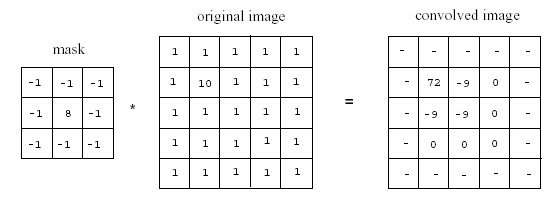 mask
original image
convolved image
-1 -1 -1
-1 8 -1
-1 -1 -1
*
1 1 1 1 1
1 10 1 1 1
1 1 1 1 1
1 1 1 1 1
1 1 1 1 1
=
- - - - -
- 72 -9 0 -
- -9 -9 0 -
- 0 0 0 -
- - - - -